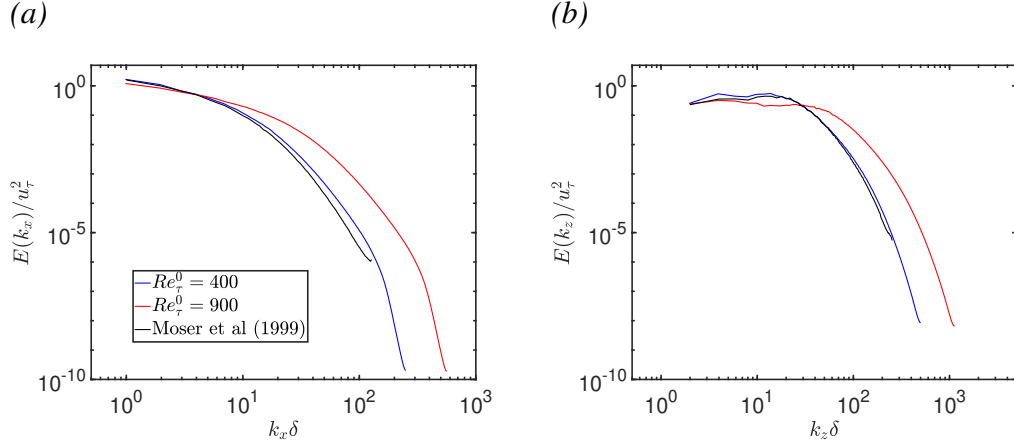 (a)
(b)
10^0
10^{-5}
10^{-10}
E(k_x)/u_τ^2
Re_τ^0 = 400
Re_τ^0 = 900
Moser et al (1999)
10^0 10^1 10^2 10^3
k_xδ
10^0
10^{-5}
10^{-10}
E(k_z)/u_τ^2
10^0 10^1 10^2 10^3
k_zδ